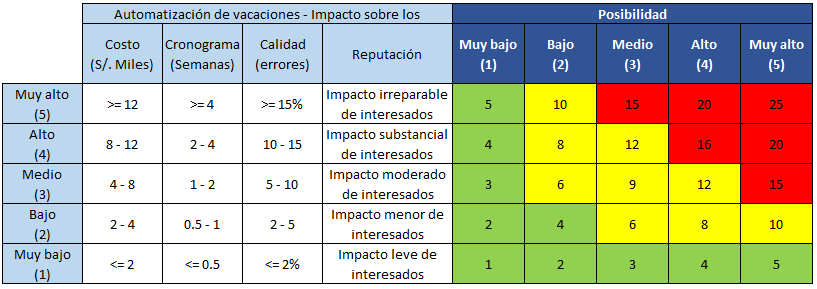 Automatización de vacaciones - Impacto sobre los Posibilidad
Costo Cronograma Calidad Reputación Muy bajo Bajo Medio Alto Muy alto
(S/. Miles) (Semanas) (errores) (1) (2) (3) (4) (5)
Muy alto >= 12 >= 4 >= 15% Impacto irreparable 5 10 15 20 25
(5) de interesados
Alto 8 - 12 2 - 4 10 - 15 Impacto substancial 4 8 12 16 20
(4) de interesados
Medio 4 - 8 1 - 2 5 - 10 Impacto moderado 3 6 9 12 15
(3) de interesados
Bajo 2 - 4 0.5 - 1 2 - 5 Impacto menor de 2 4 6 8 10
(2) interesados
Muy bajo <= 2 <= 0.5 <= 2% Impacto leve de 1 2 3 4 5
(1) interesados